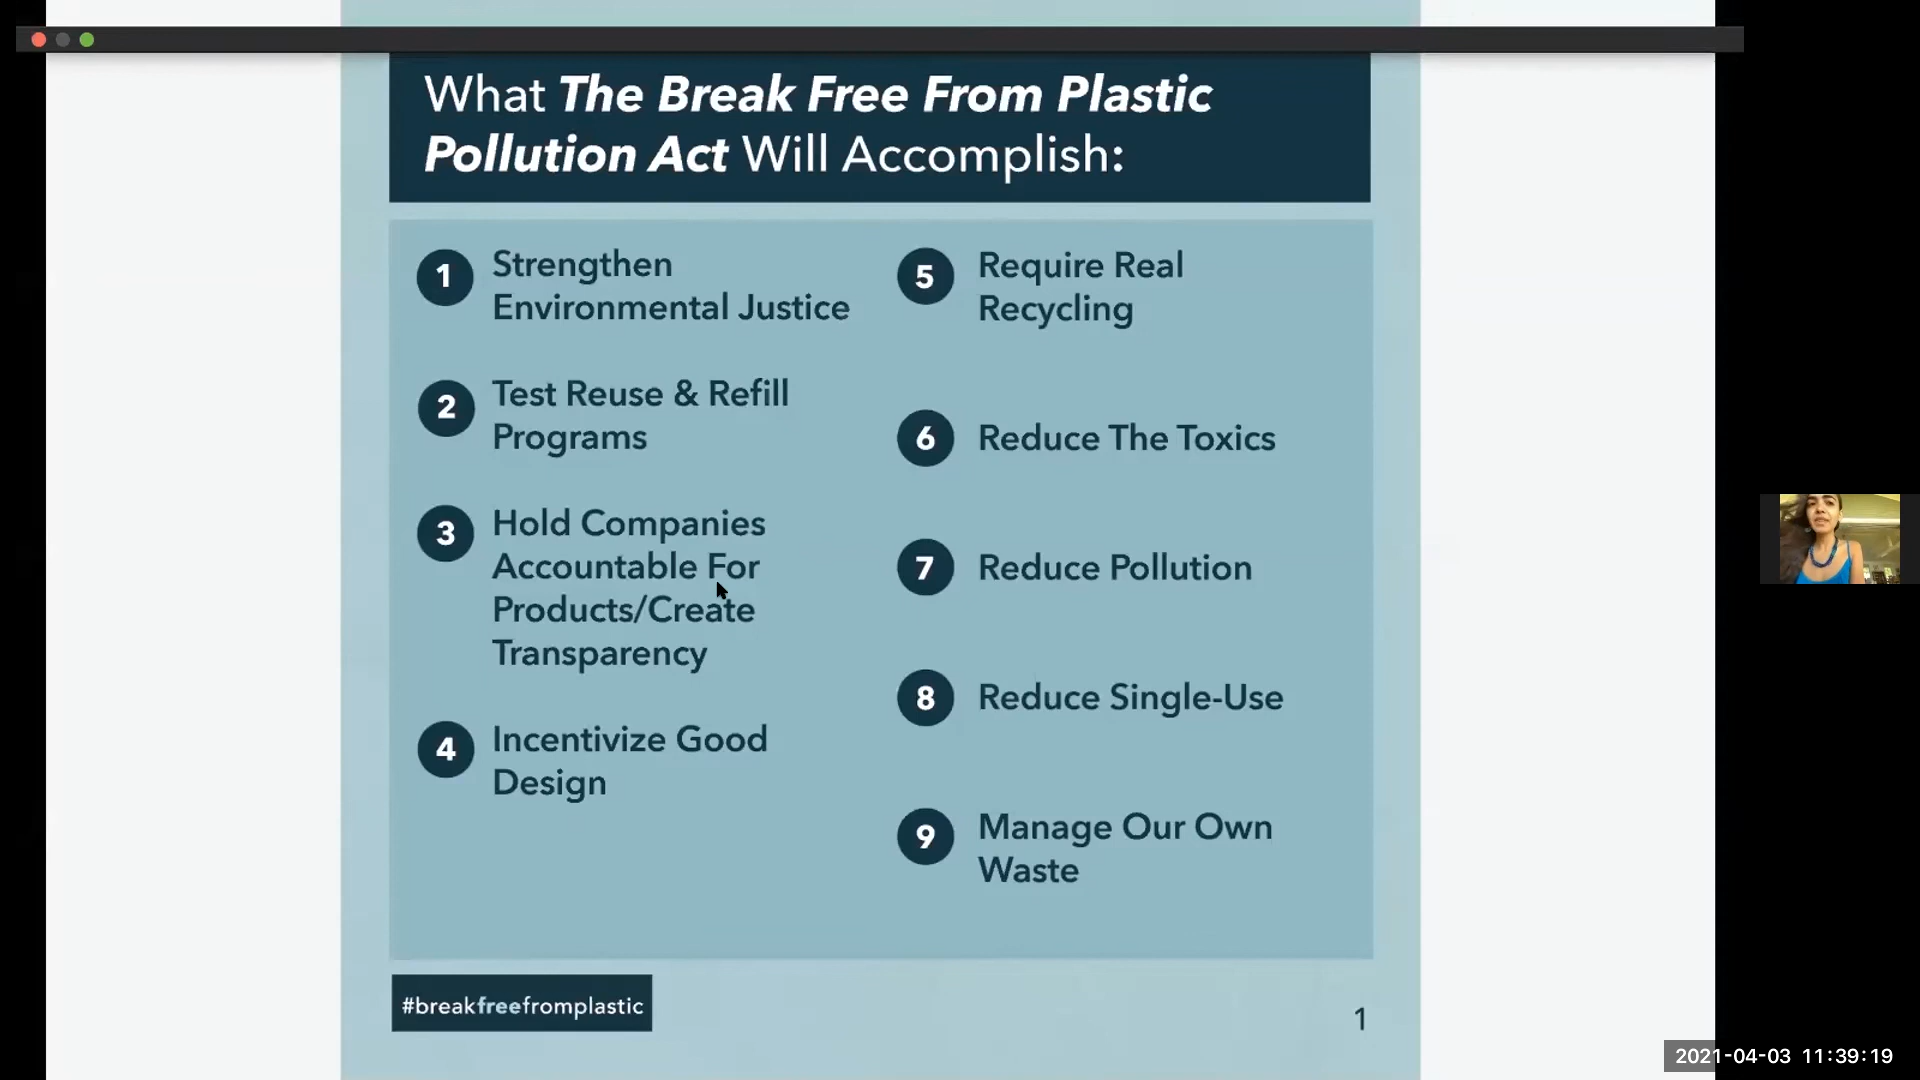 What The Break Free From Plastic
Pollution Act Will Accomplish:
1 Strengthen
Environmental Justice
2 Test Reuse & Refill
Programs
3 Hold Companies
Accountable For
Products/Create
Transparency
4 Incentivize Good
Design
5 Require Real
Recycling
6 Reduce The Toxics
7 Reduce Pollution
8 Reduce Single-Use
9 Manage Our Own
Waste
#breakfreefromplastic
1
2021-04-03 11:39:19